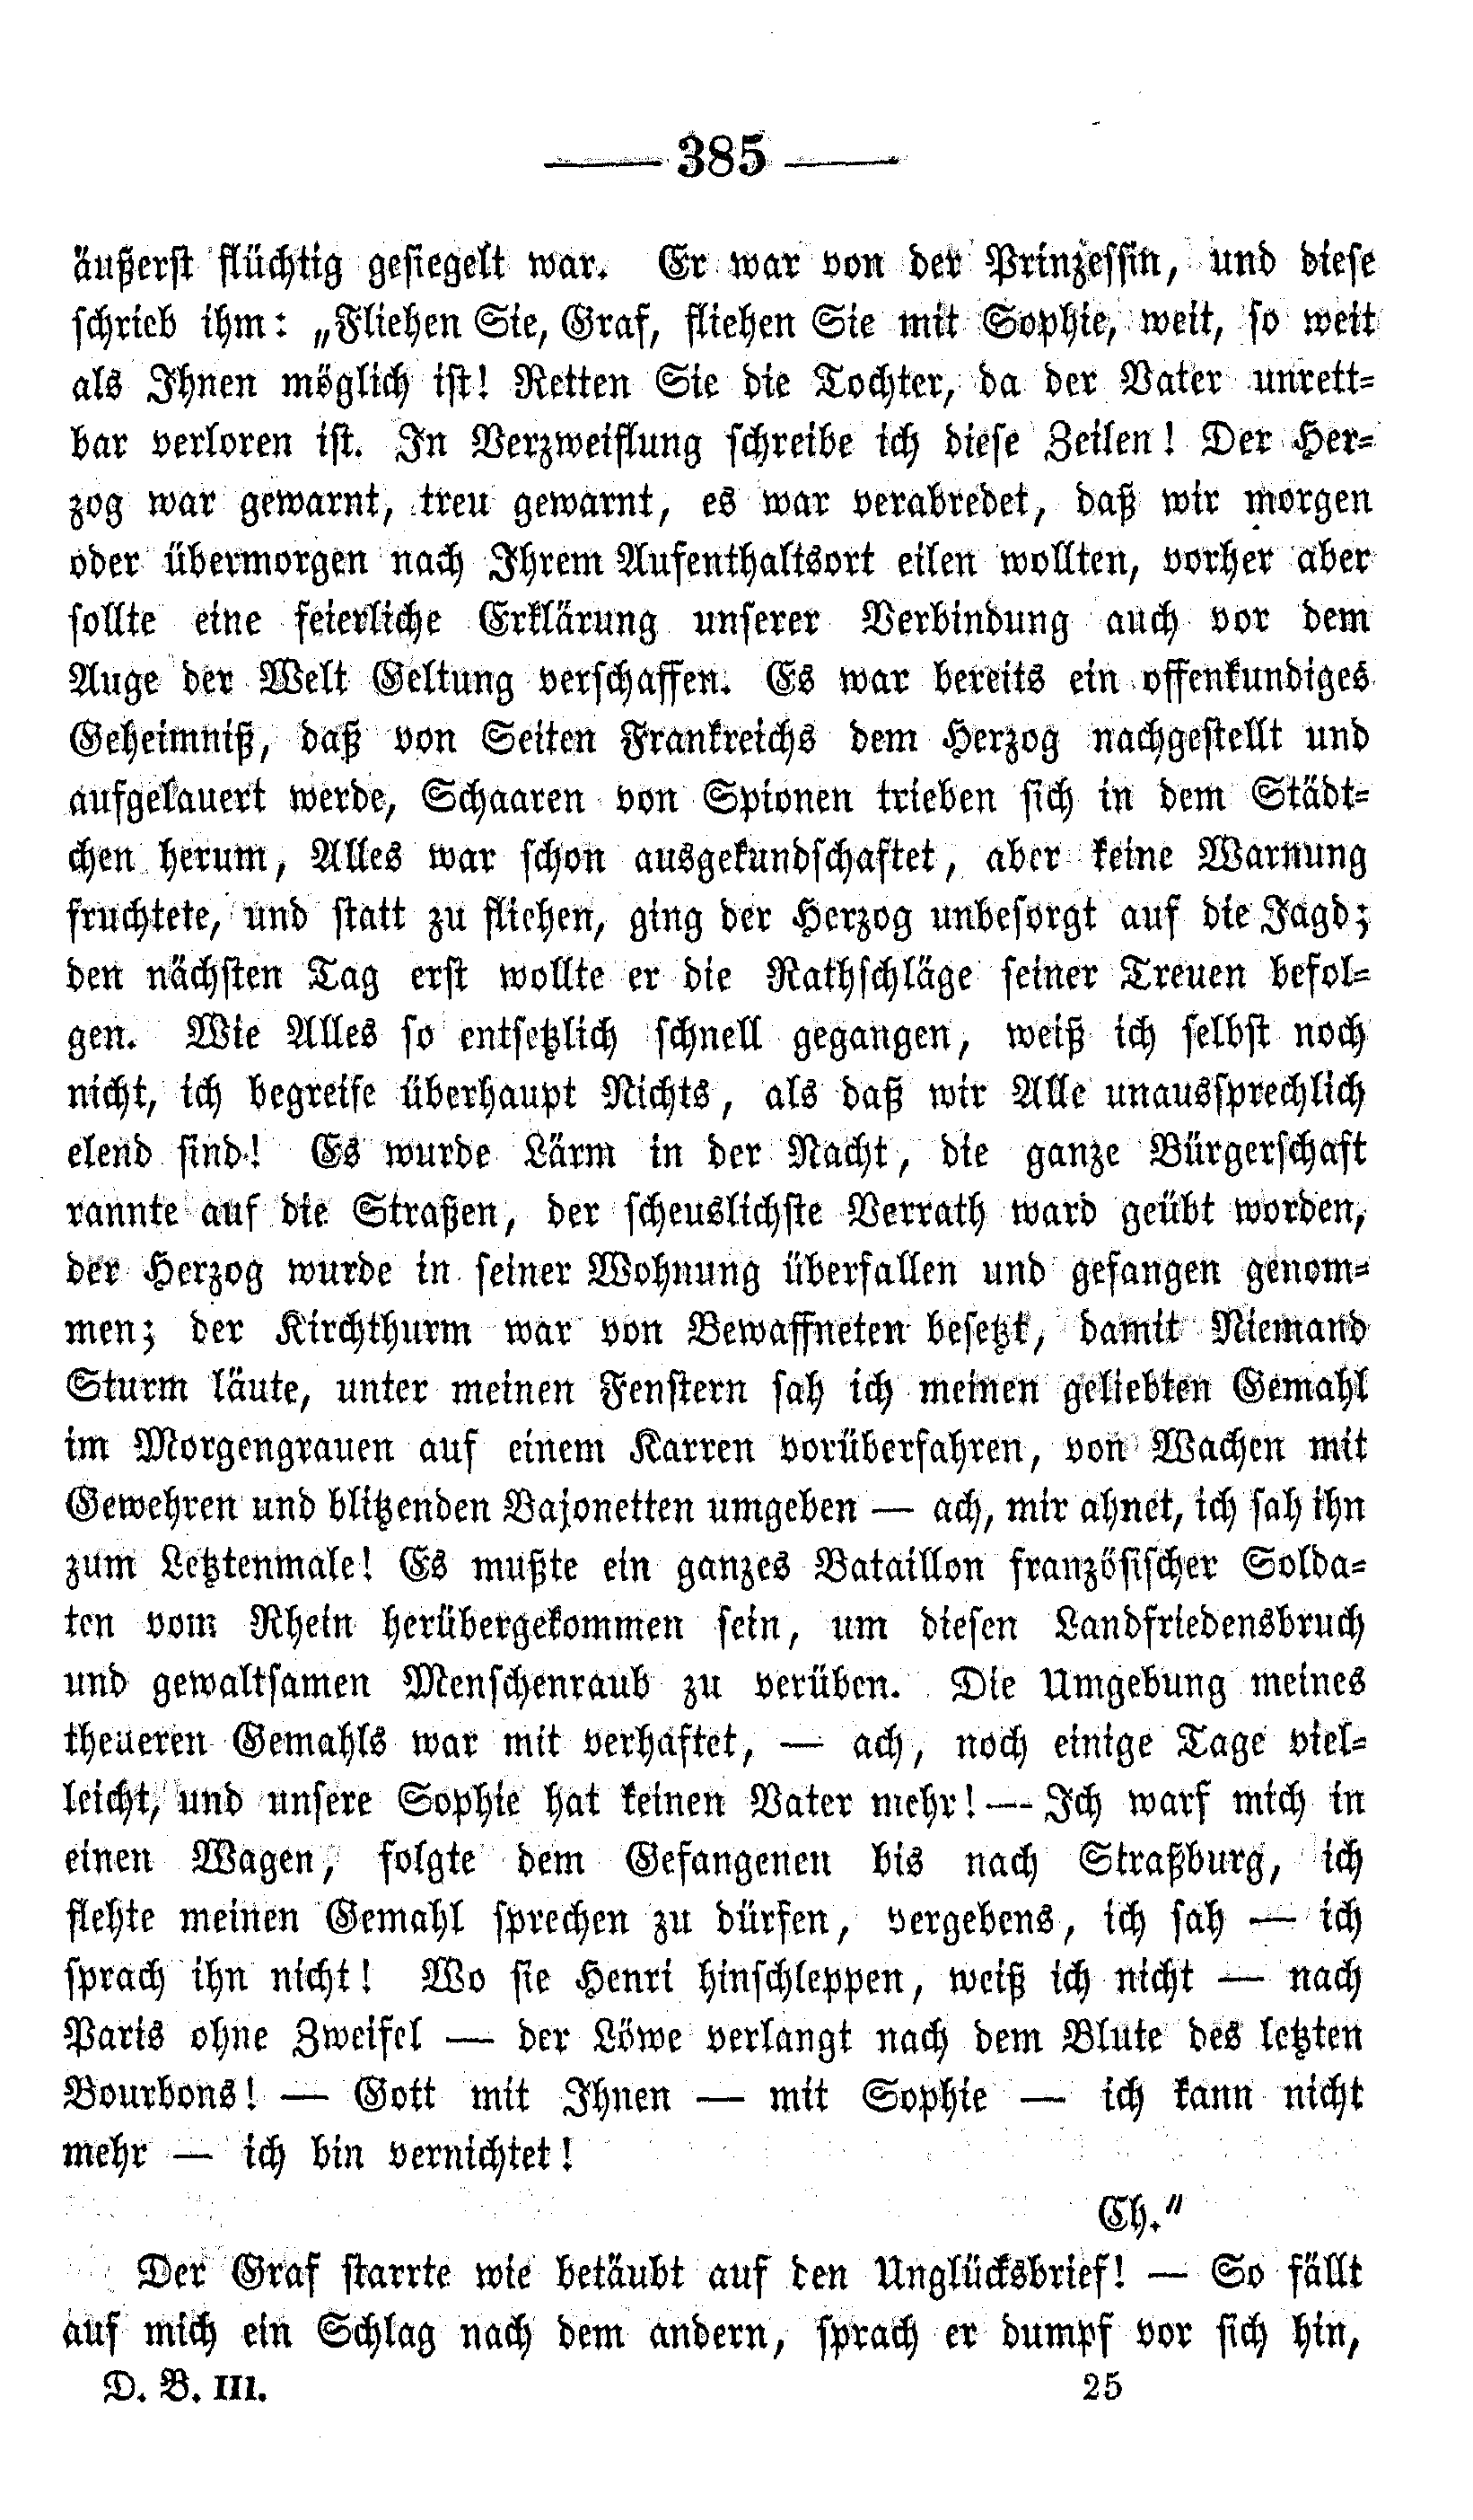 — 385 —
äußerst flüchtig gesiegelt war. Er war von der Prinzessin, und diese
schrieb ihm: „Fliehen Sie, Graf, fliehen Sie mit Sophie, weit, so weit
als Ihnen möglich ist! Retten Sie die Tochter, da der Vater unrett-
bar verloren ist. In Verzweiflung schreibe ich diese Zeilen! Der Her-
zog war gewarnt, treu gewarnt, es war verabredet, daß wir morgen
oder übermorgen nach Ihrem Aufenthaltsort eilen wollten, vorher aber
sollte eine feierliche Erklärung unserer Verbindung auch vor dem
Auge der Welt Geltung verschaffen. Es war bereits ein offenkundiges
Geheimniß, daß von Seiten Frankreichs dem Herzog nachgestellt und
aufgelauert werde, Schaaren von Spionen trieben sich in dem Städt-
chen herum, Alles war schon ausgekundschaftet, aber keine Warnung
fruchtete, und statt zu fliehen, ging der Herzog unbesorgt auf die Jagd;
den nächsten Tag erst wollte er die Rathschläge seiner Treuen befol-
gen. Wie Alles so entsetzlich schnell gegangen, weiß ich selbst noch
nicht, ich begreife überhaupt Nichts, als daß wir Alle unaussprechlich
elend sind! Es wurde Lärm in der Nacht, die ganze Bürgerschaft
rannte auf die Straßen, der scheuslichste Verrath ward geübt worden,
der Herzog wurde in seiner Wohnung überfallen und gefangen genom-
men; der Kirchthurm war von Bewaffneten besetzt, damit Niemand
Sturm läute, unter meinen Fenstern sah ich meinen geliebten Gemahl
im Morgengrauen auf einem Karren vorüberfahren, von Wachen mit
Gewehren und blitzenden Bajonetten umgeben — ach, mir ahnet, ich sah ihn
zum Letztenmale! Es mußte ein ganzes Bataillon französischer Solda-
ten vom Rhein herübergekommen sein, um diesen Landfriedensbruch
und gewaltsamen Menschenraub zu verüben. Die Umgebung meines
theueren Gemahls war mit verhaftet, — ach, noch einige Tage viel-
leicht, und unsere Sophie hat keinen Vater mehr! — Ich warf mich in
einen Wagen, folgte dem Gefangenen bis nach Straßburg, ich
flehte meinen Gemahl sprechen zu dürfen, vergebens, ich sah — ich
sprach ihn nicht! Wo sie Henri hinschleppen, weiß ich nicht — nach
Paris ohne Zweifel — der Löwe verlangt nach dem Blute des letzten
Bourbons! — Gott mit Ihnen — mit Sophie — ich kann nicht
mehr — ich bin vernichtet!
Ch.“
Der Graf starrte wie betäubt auf den Unglücksbrief! — So fällt
auf mich ein Schlag nach dem andern, sprach er dumpf vor sich hin,
D. B. III. 25